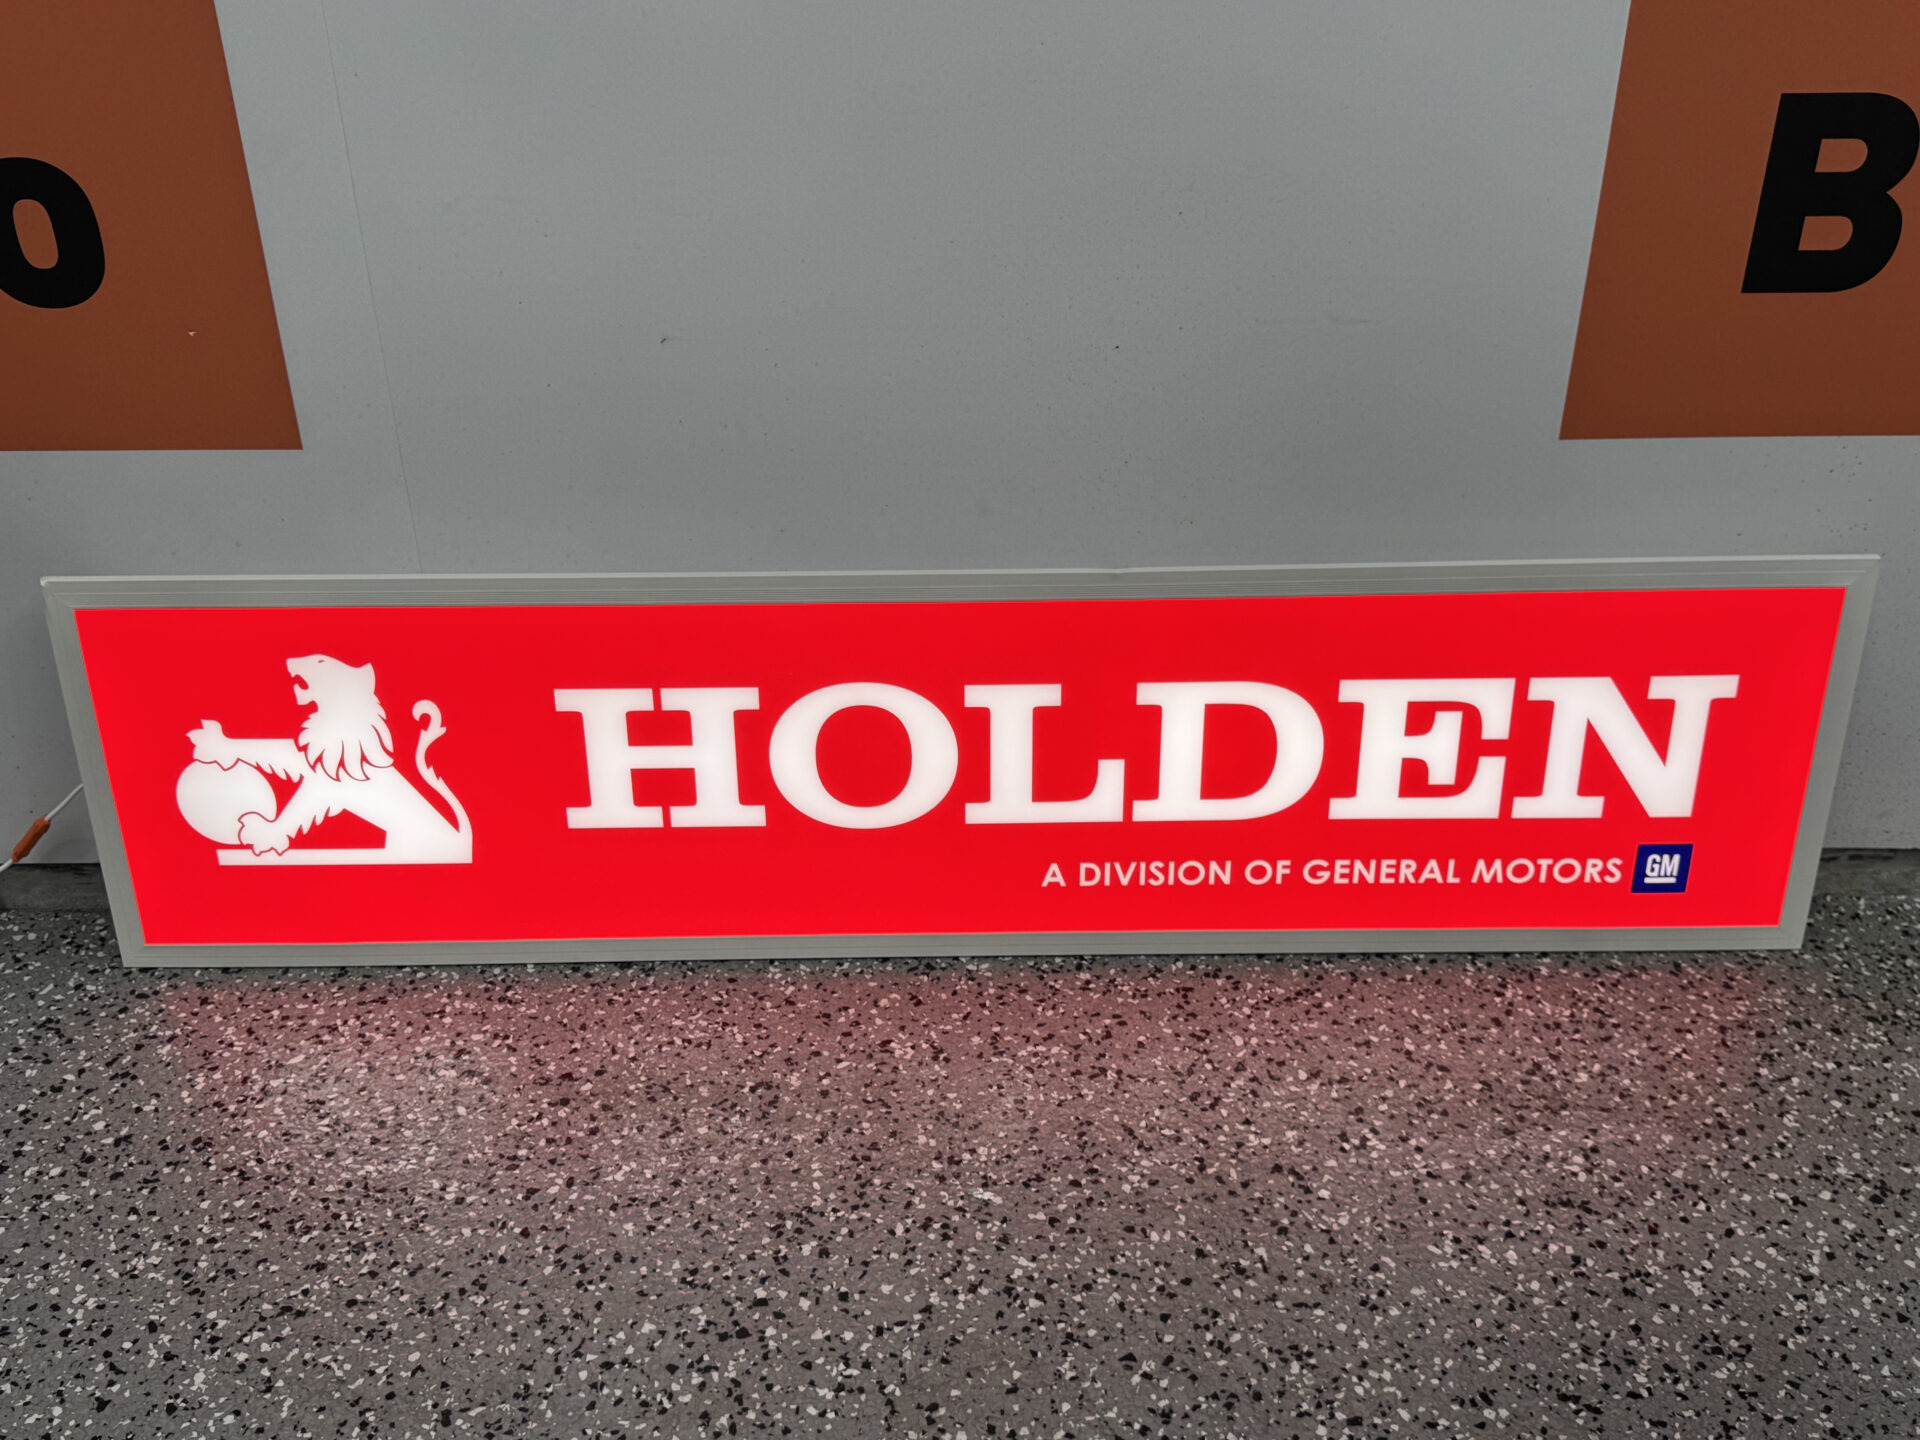 o
B
HOLDEN
A DIVISION OF GENERAL MOTORS GM